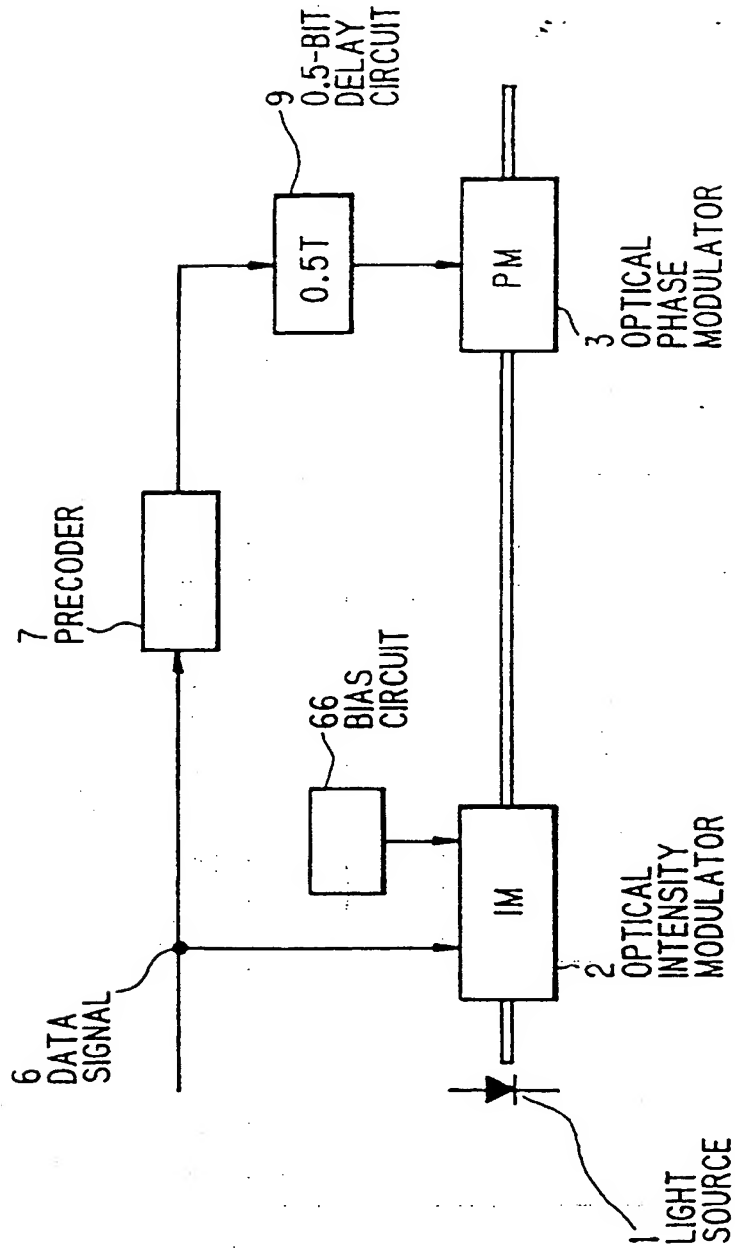 6
DATA
SIGNAL
7
PRECODER
9
0.5-BIT
DELAY
CIRCUIT
0.5T
66
BIAS
CIRCUIT
IM
PM
1
LIGHT
SOURCE
2
OPTICAL
INTENSITY
MODULATOR
3
OPTICAL
PHASE
MODULATOR